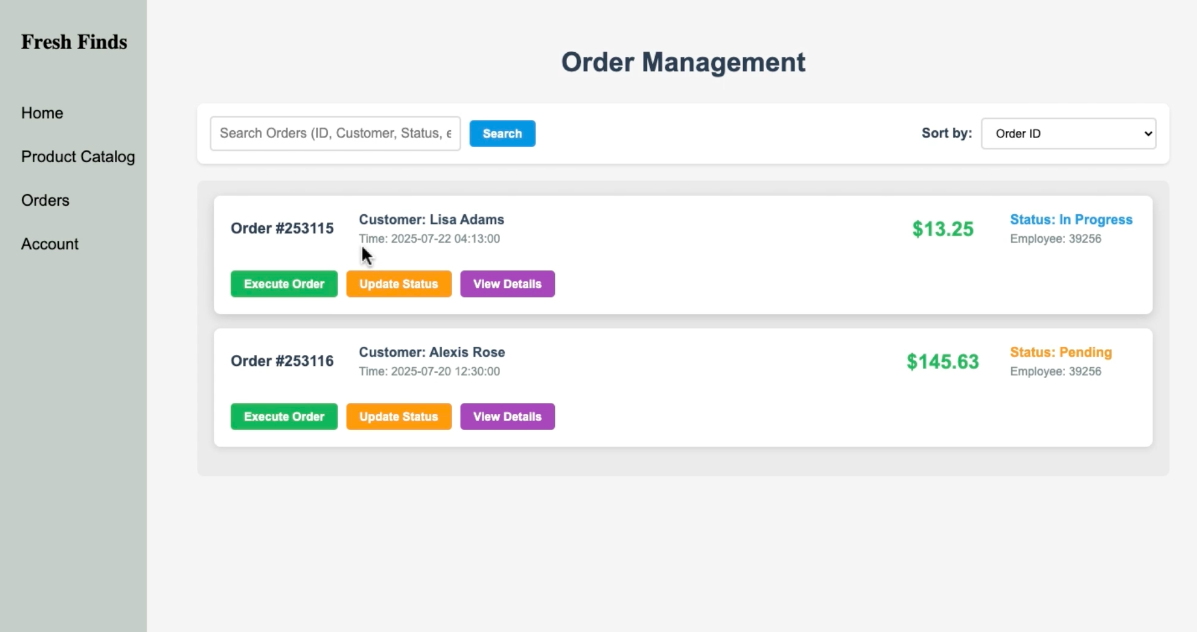 Fresh Finds
Home
Product Catalog
Orders
Account
Order Management
Search Orders (ID, Customer, Status, e
Search
Sort by:
Order ID
Order #253115
Customer: Lisa Adams
Time: 2025-07-22 04:13:00
$13.25
Status: In Progress
Employee: 39256
Execute Order
Update Status
View Details
Order #253116
Customer: Alexis Rose
Time: 2025-07-20 12:30:00
$145.63
Status: Pending
Employee: 39256
Execute Order
Update Status
View Details